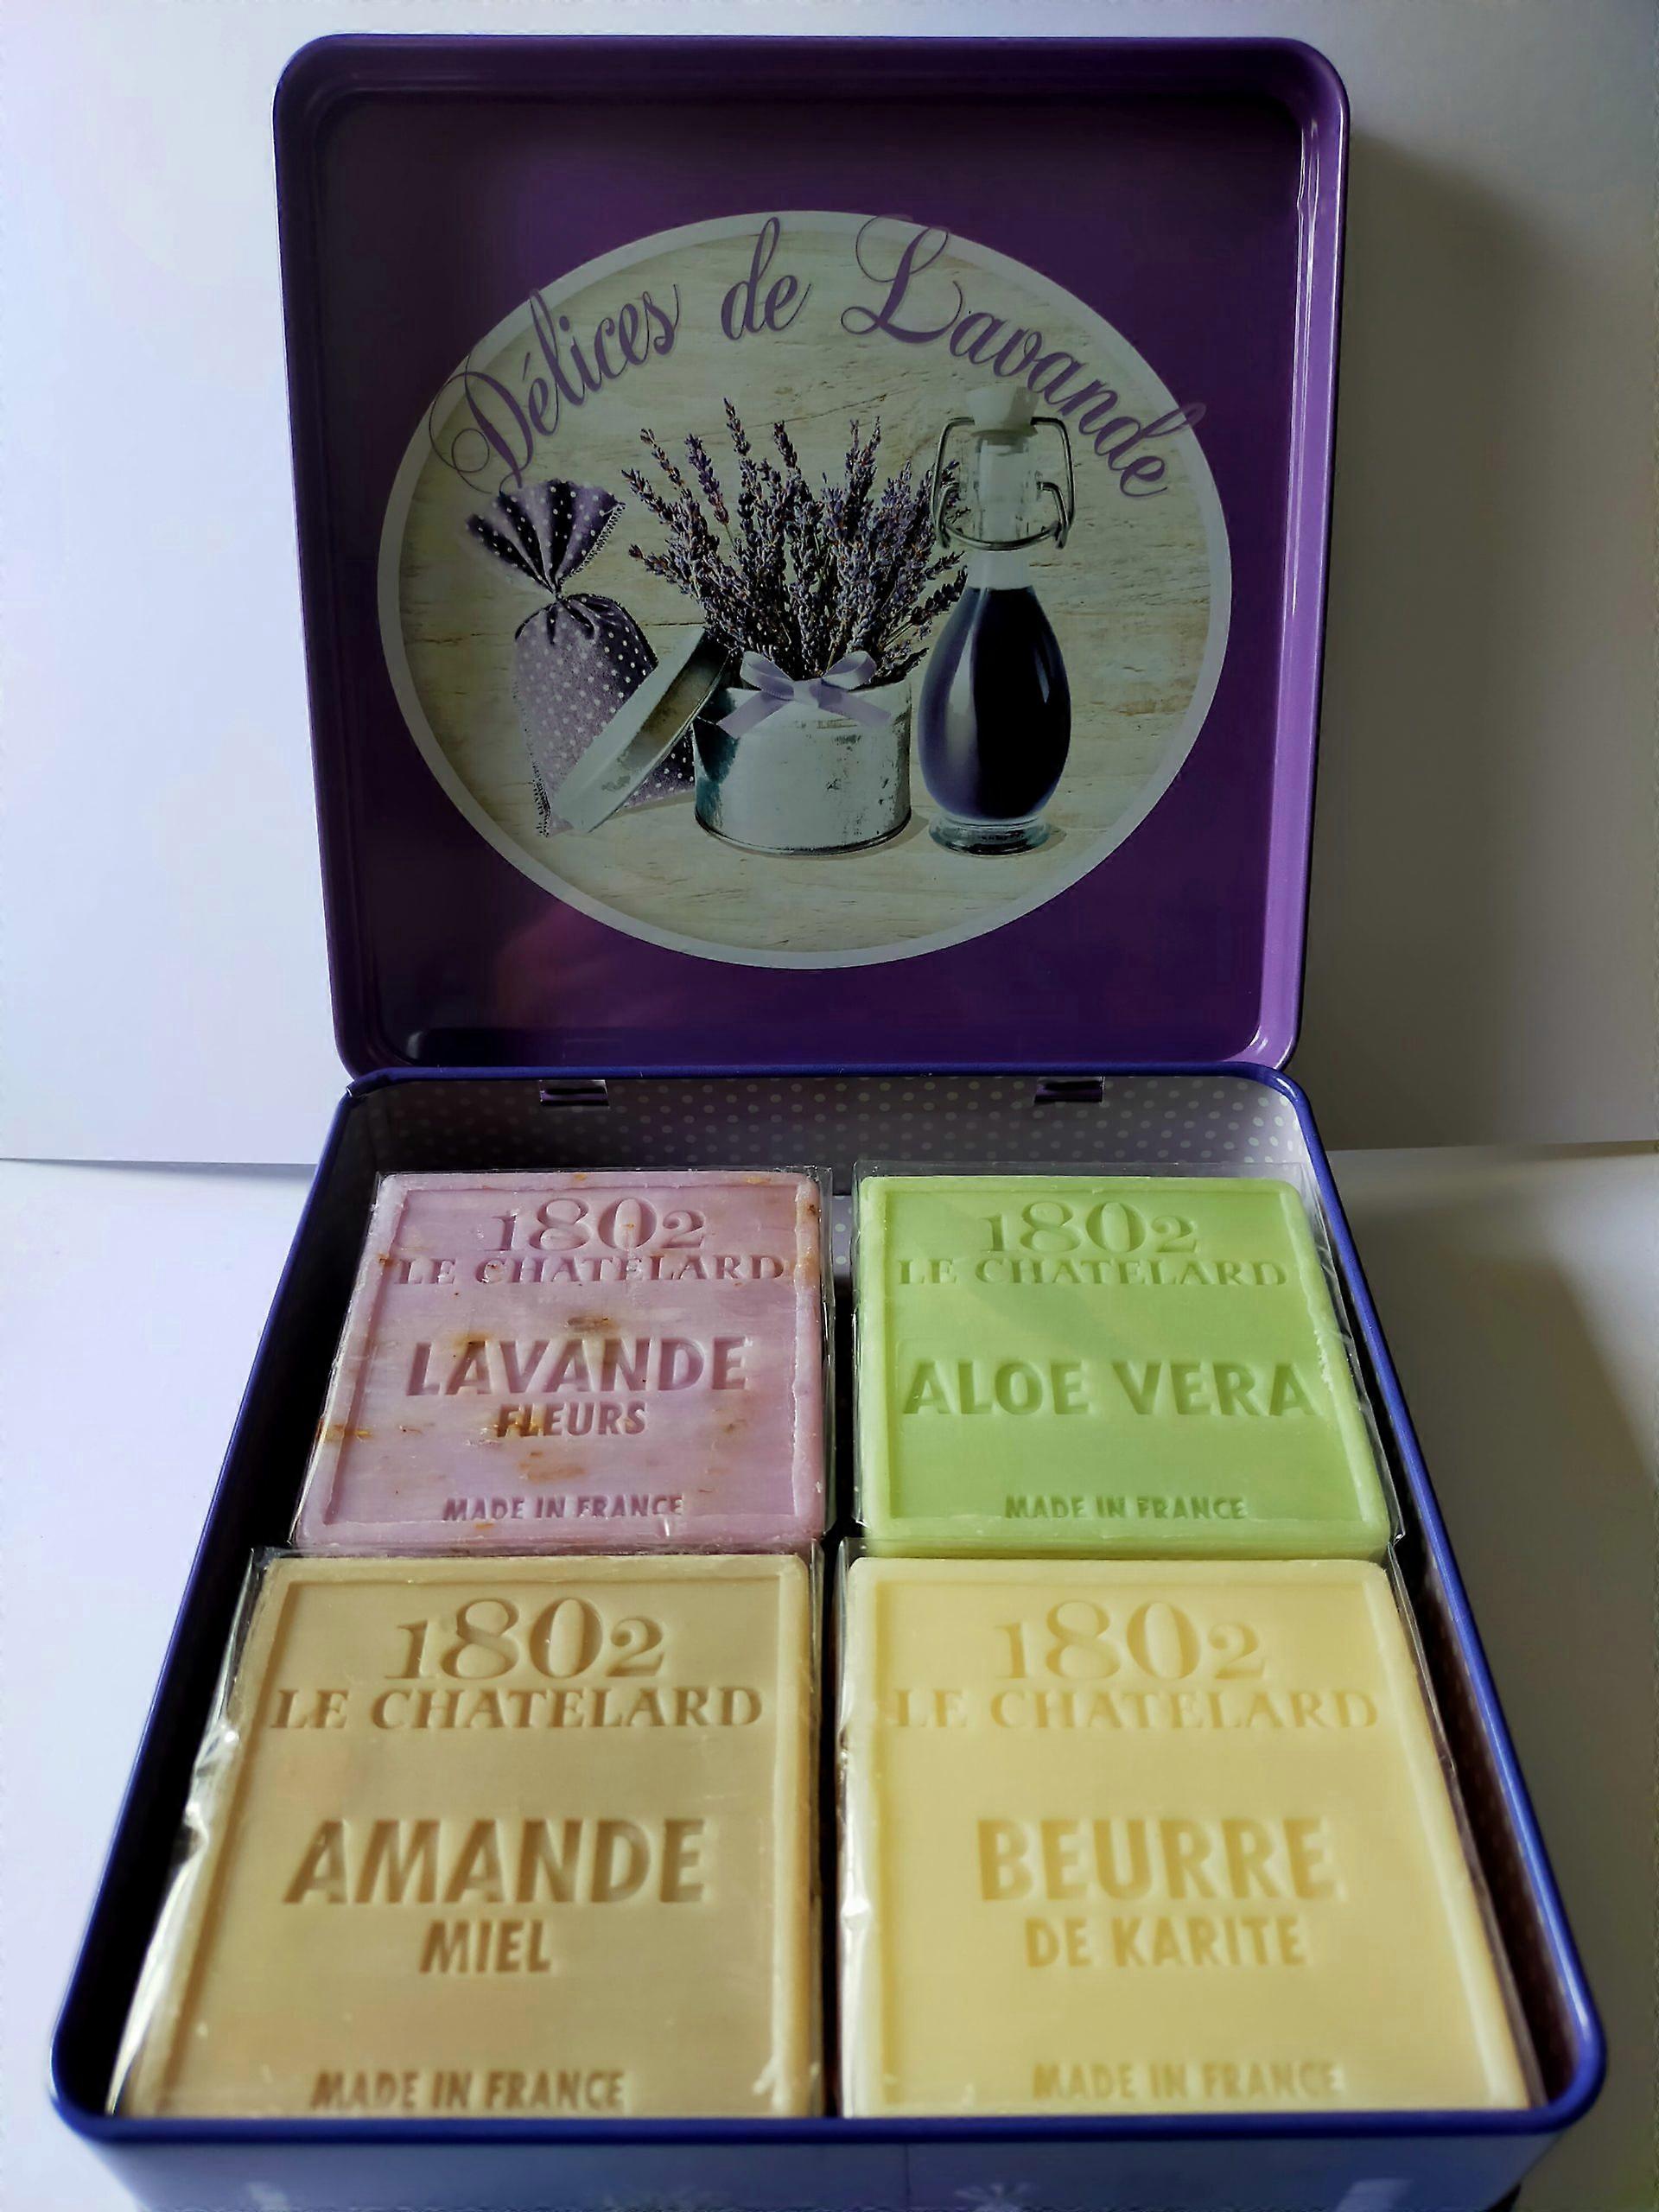 Délices de Lavande
1802
LE CHATELARD
LAVANDE
FLEURS
MADE IN FRANCE
1802
LE CHATELARD
ALOE VERA
MADE IN FRANCE
1802
LE CHATELARD
AMANDE
MIEL
MADE IN FRANCE
1802
LE CHATELARD
BEURRE
DE KARITE
MADE IN FRANCE